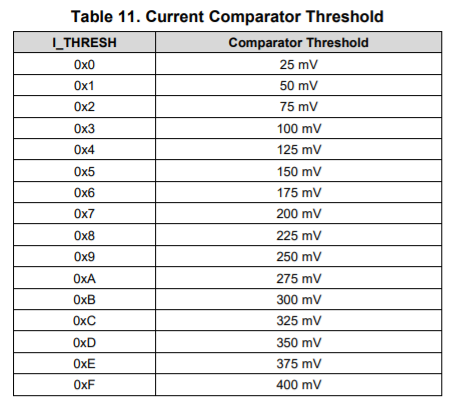 Table 11. Current Comparator Threshold
I_THRESH Comparator Threshold
0x0 25 mV
0x1 50 mV
0x2 75 mV
0x3 100 mV
0x4 125 mV
0x5 150 mV
0x6 175 mV
0x7 200 mV
0x8 225 mV
0x9 250 mV
0xA 275 mV
0xB 300 mV
0xC 325 mV
0xD 350 mV
0xE 375 mV
0xF 400 mV